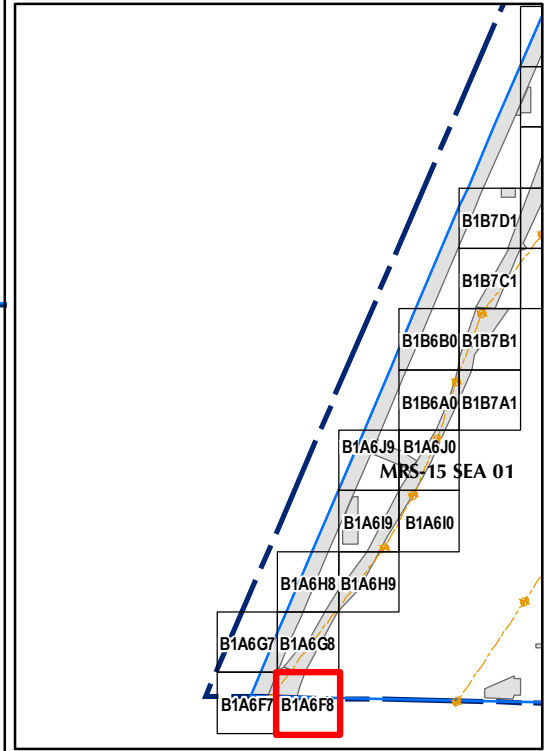 B1B7D1
B1B7C1
B1B6B0 B1B7B1
B1B6A0 B1B7A1
B1A6J9 B1A6J0
MRS-15 SEA 01
B1A6I9 B1A6I0
B1A6H8 B1A6H9
B1A6G7 B1A6G8
B1A6F7 B1A6F8